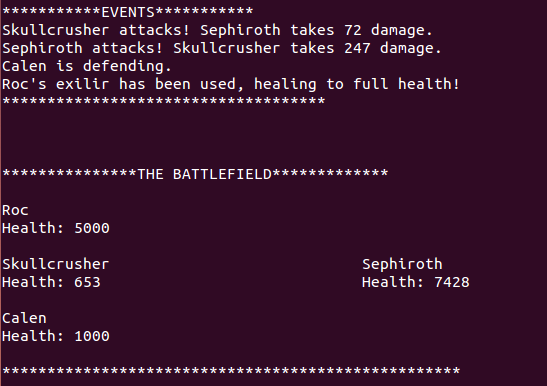 ***********EVENTS***********
Skullcrusher attacks! Sephiroth takes 72 damage.
Sephiroth attacks! Skullcrusher takes 247 damage.
Calen is defending.
Roc's exilir has been used, healing to full health!
************************************
***************THE BATTLEFIELD*************
Roc
Health: 5000
Skullcrusher Sephiroth
Health: 653 Health: 7428
Calen
Health: 1000
***************************************************